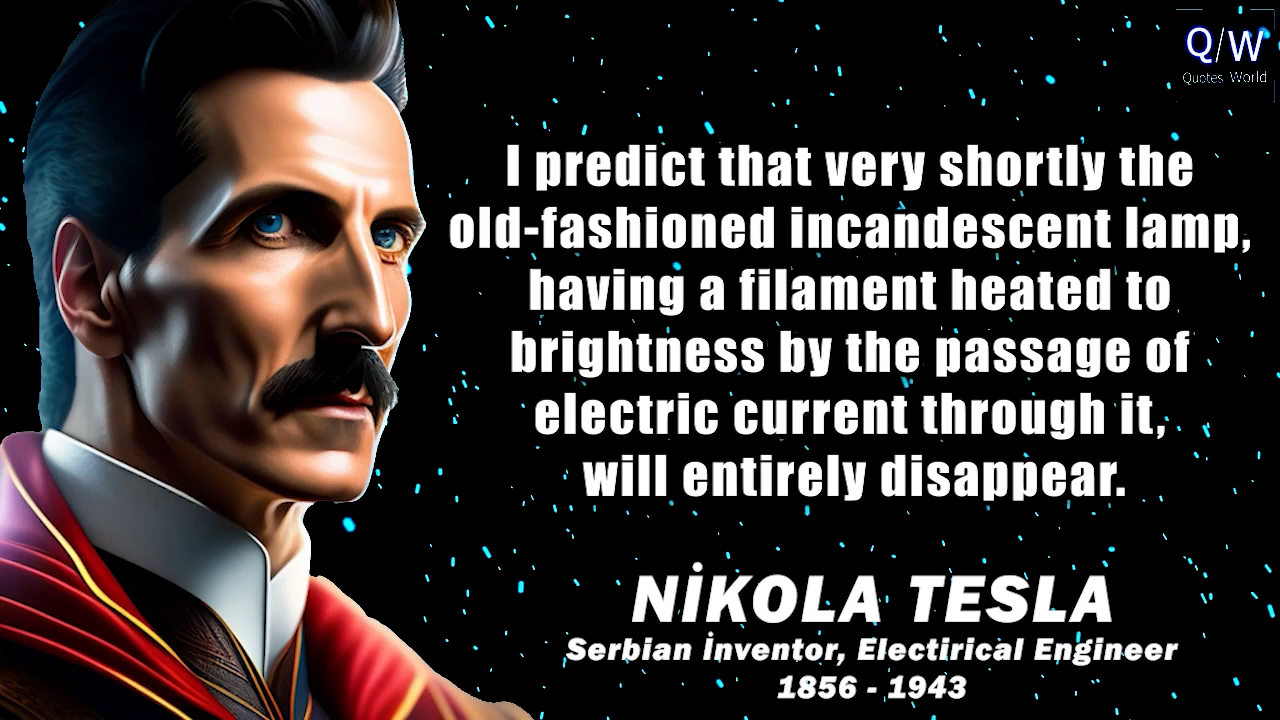 Q/W
Quotes World
I predict that very shortly the
old-fashioned incandescent lamp,
having a filament heated to
brightness by the passage of
electric current through it,
will entirely disappear.
NİKOLA TESLA
Serbian İnventor, Electirical Engineer
1856 - 1943